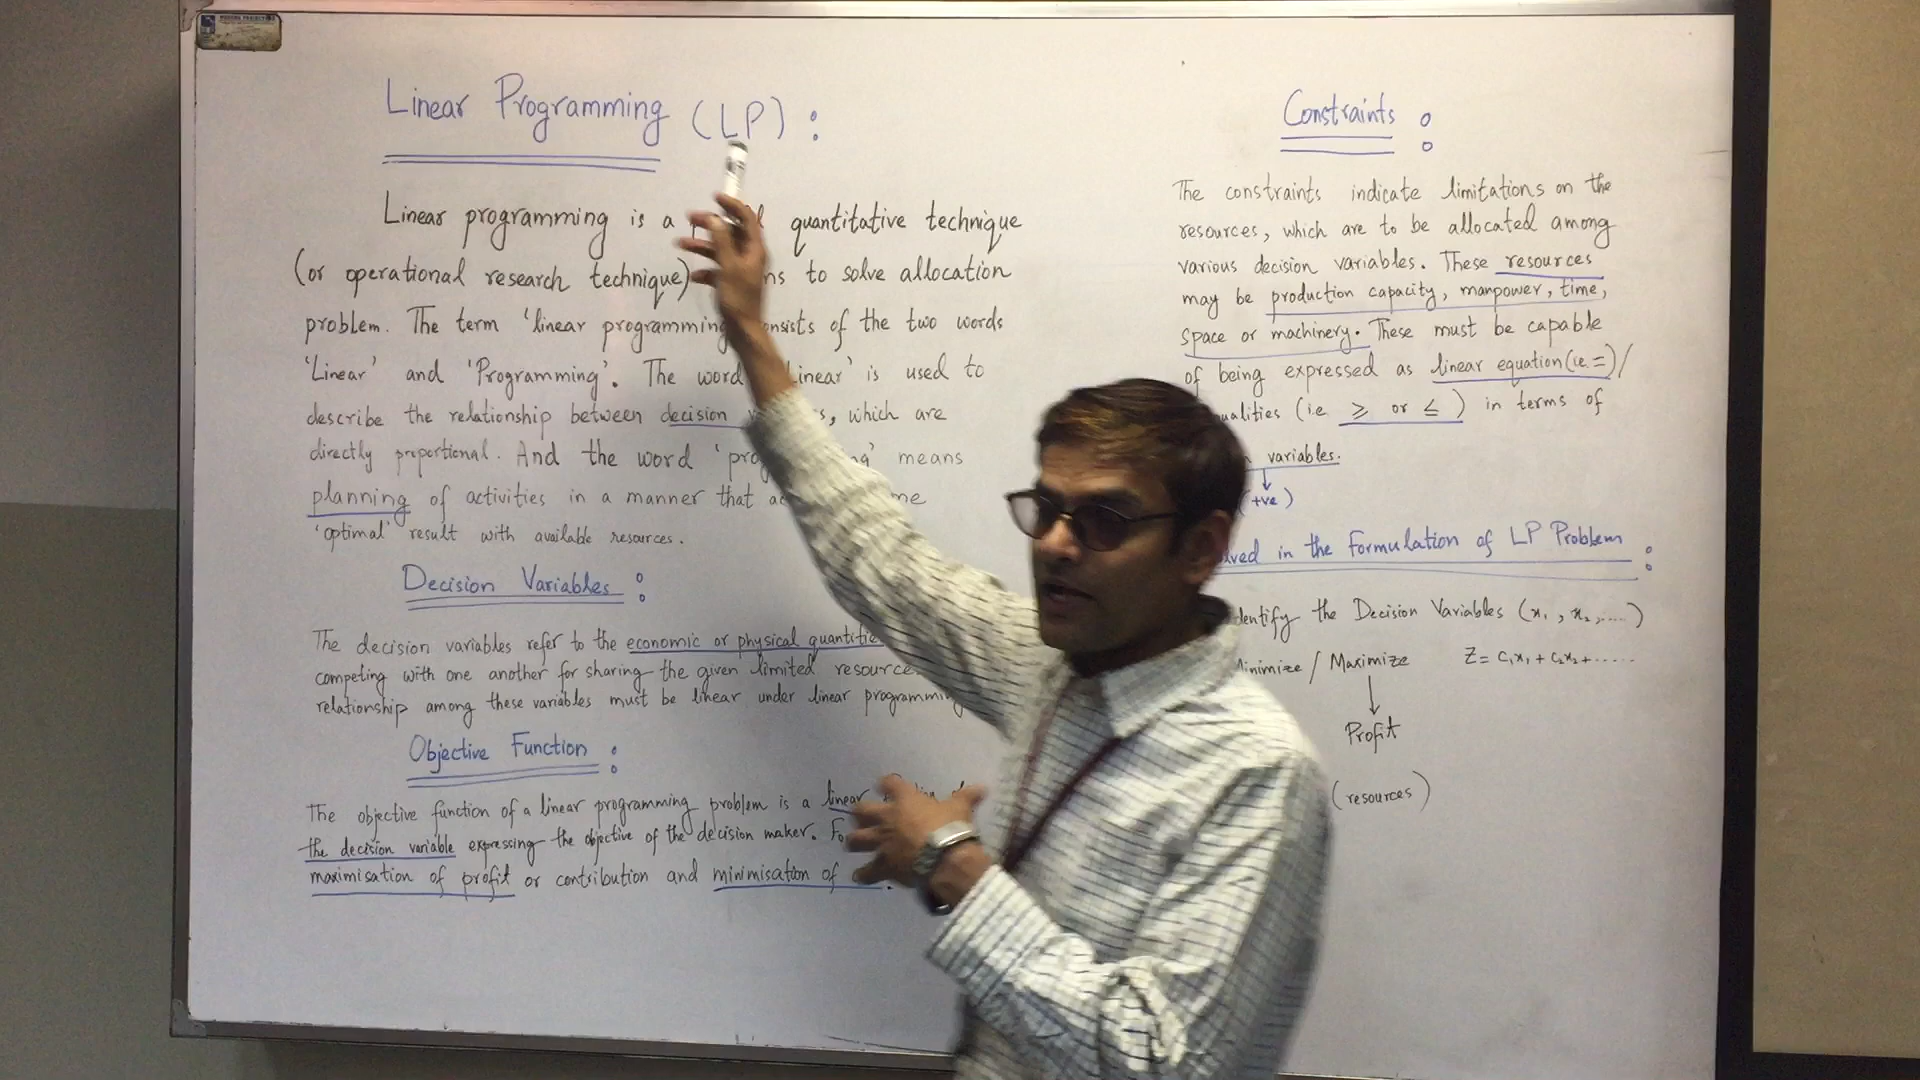 Linear Programming (LP) :
Linear programming is a quantitative technique
(or operational research technique) to solve allocation
problem. The term 'linear programming consists of the two words
'Linear' and 'Programming'. The word Linear' is used to
describe the relationship between decision , which are
directly proportional. And the word ' means
planning of activities in a manner that
'optimal' result with available resources.
Decision Variables :
The decision variables refer to the economic or physical quantities
competing with one another for sharing the given limited
relationship among these variables must be linear under linear
Objective Function :
The objective function of a linear programming problem is a linear
the decision variable expressing the objective of the decision maker.
maximisation of profit or contribution and minimisation of .
Constraints :
The constraints indicate limitations on the
resources, which are to be allocated among
various decision variables. These resources
may be production capacity, manpower, time,
space or machinery. These must be capable
of being expressed as linear equation (i.e. =)/
(i.e ≥ or ≤) in terms of
variables.
(+ve)
in the Formulation of LP Problem :
Identify the Decision Variables (x₁, x₂, .....)
Minimize / Maximize Z = C₁x₁ + C₂x₂ + ......
Profit
(resources)